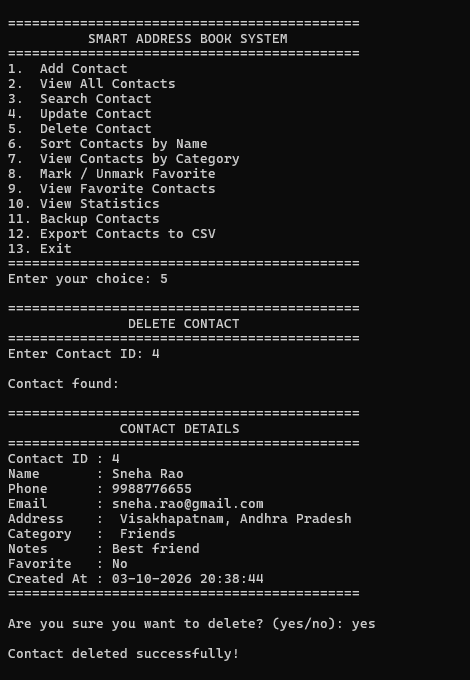 ============================================
SMART ADDRESS BOOK SYSTEM
============================================
1.  Add Contact
2.  View All Contacts
3.  Search Contact
4.  Update Contact
5.  Delete Contact
6.  Sort Contacts by Name
7.  View Contacts by Category
8.  Mark / Unmark Favorite
9.  View Favorite Contacts
10. View Statistics
11. Backup Contacts
12. Export Contacts to CSV
13. Exit
============================================
Enter your choice: 5
============================================
DELETE CONTACT
============================================
Enter Contact ID: 4
Contact found:
============================================
CONTACT DETAILS
============================================
Contact ID : 4
Name       : Sneha Rao
Phone      : 9988776655
Email      : sneha.rao@gmail.com
Address    :  Visakhapatnam, Andhra Pradesh
Category   :  Friends
Notes      : Best friend
Favorite   : No
Created At : 03-10-2026 20:38:44
============================================
Are you sure you want to delete? (yes/no): yes
Contact deleted successfully!